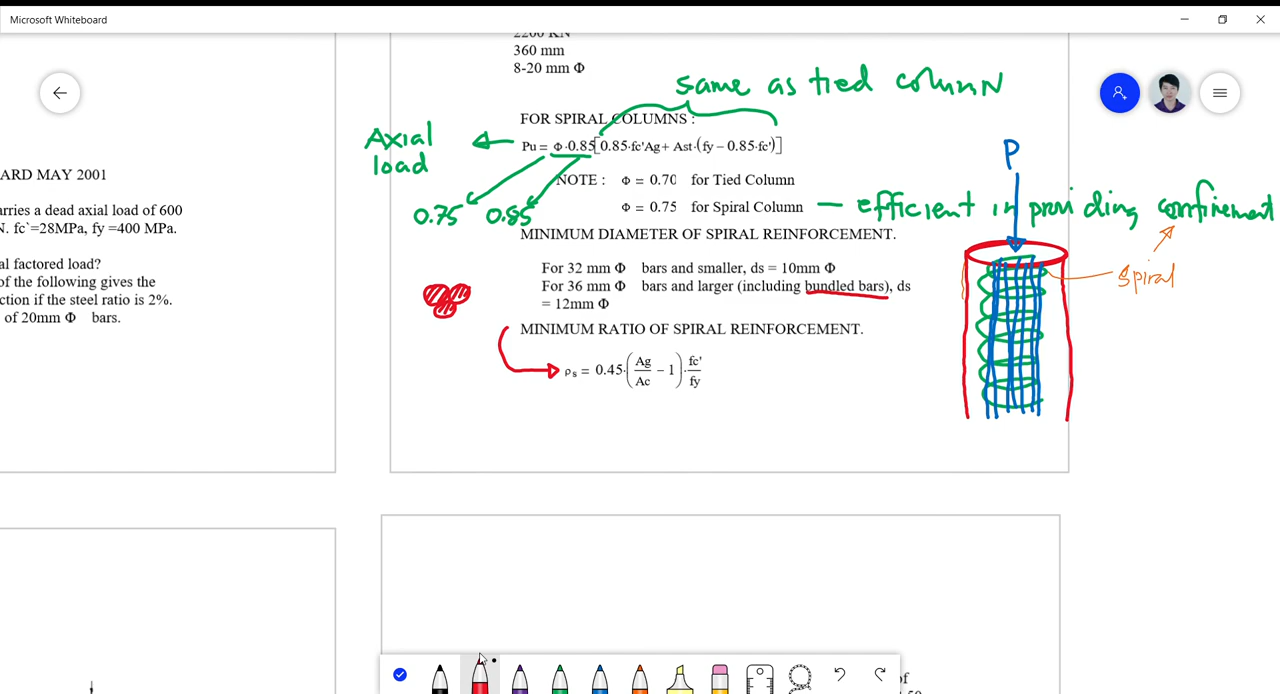 Microsoft Whiteboard
2200 KN
360 mm
8-20 mm Φ
same as tied column
FOR SPIRAL COLUMNS :
Axial
load
Pu = Φ·0.85[0.85·fc'Ag + Ast·(fy − 0.85·fc')]
P
ARD MAY 2001
NOTE : Φ = 0.70 for Tied Column
0.75 0.85
Φ = 0.75 for Spiral Column — efficient in providing confinement
arries a dead axial load of 600
N. fc`=28MPa, fy =400 MPa.
MINIMUM DIAMETER OF SPIRAL REINFORCEMENT.
al factored load?
of the following gives the
ction if the steel ratio is 2%.
of 20mm Φ bars.
For 32 mm Φ bars and smaller, ds = 10mm Φ
For 36 mm Φ bars and larger (including bundled bars), ds
= 12mm Φ
Spiral
MINIMUM RATIO OF SPIRAL REINFORCEMENT.
ρs = 0.45·(Ag/Ac − 1)·fc'/fy
of